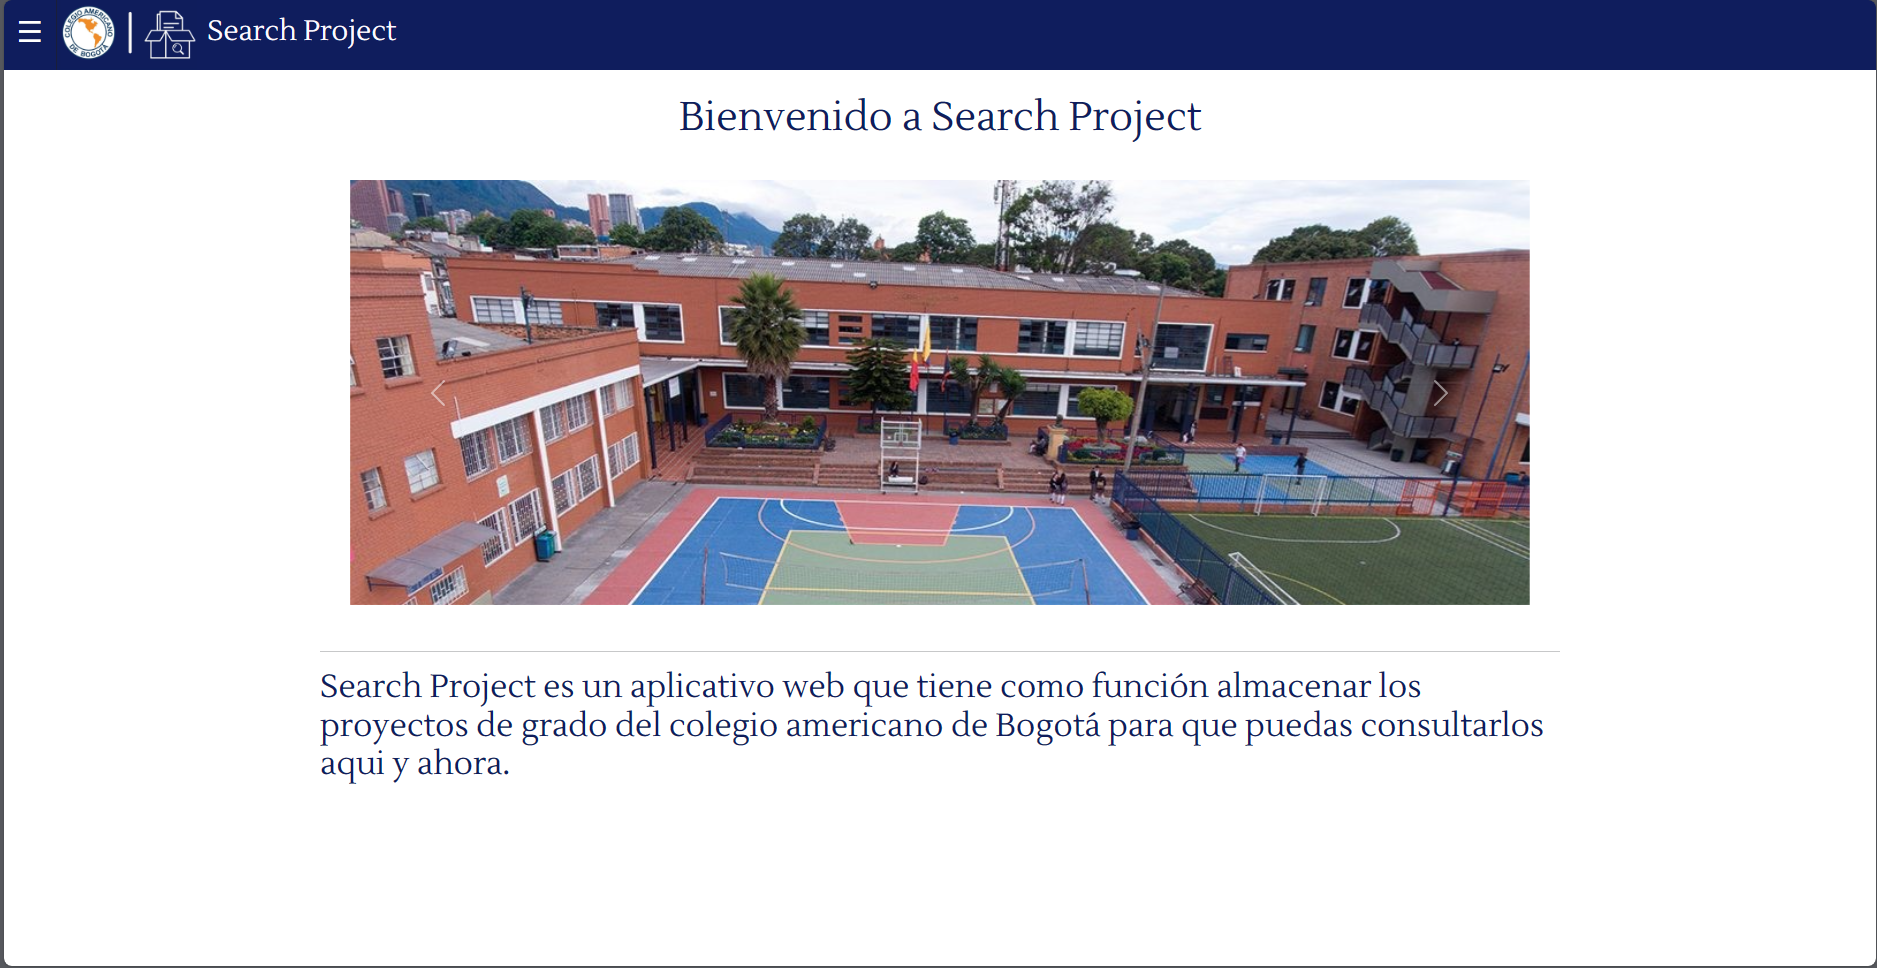 COLEGIO AMERICANO
DE BOGOTÁ
Search Project
Bienvenido a Search Project
Search Project es un aplicativo web que tiene como función almacenar los
proyectos de grado del colegio americano de Bogotá para que puedas consultarlos
aqui y ahora.